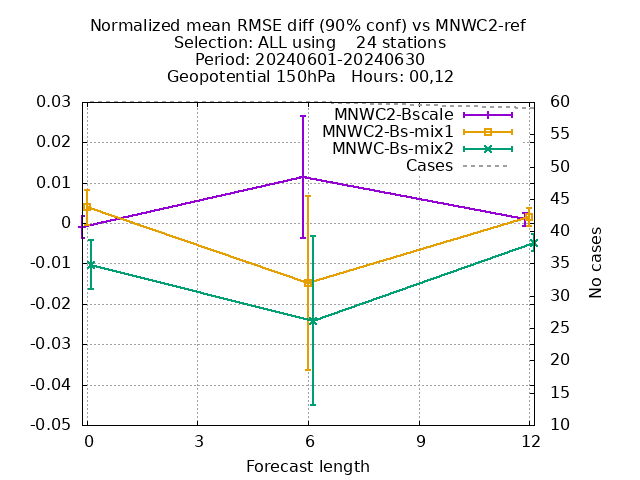 Normalized mean RMSE diff (90% conf) vs MNWC2-ref
Selection: ALL using    24 stations
Period: 20240601-20240630
Geopotential 150hPa   Hours: 00,12
0.03
0.02
0.01
0
-0.01
-0.02
-0.03
-0.04
-0.05
MNWC2-Bscale
MNWC2-Bs-mix1
MNWC-Bs-mix2
Cases
60
55
50
45
40
35
30
25
20
15
10
No cases
0 3 6 9 12
Forecast length